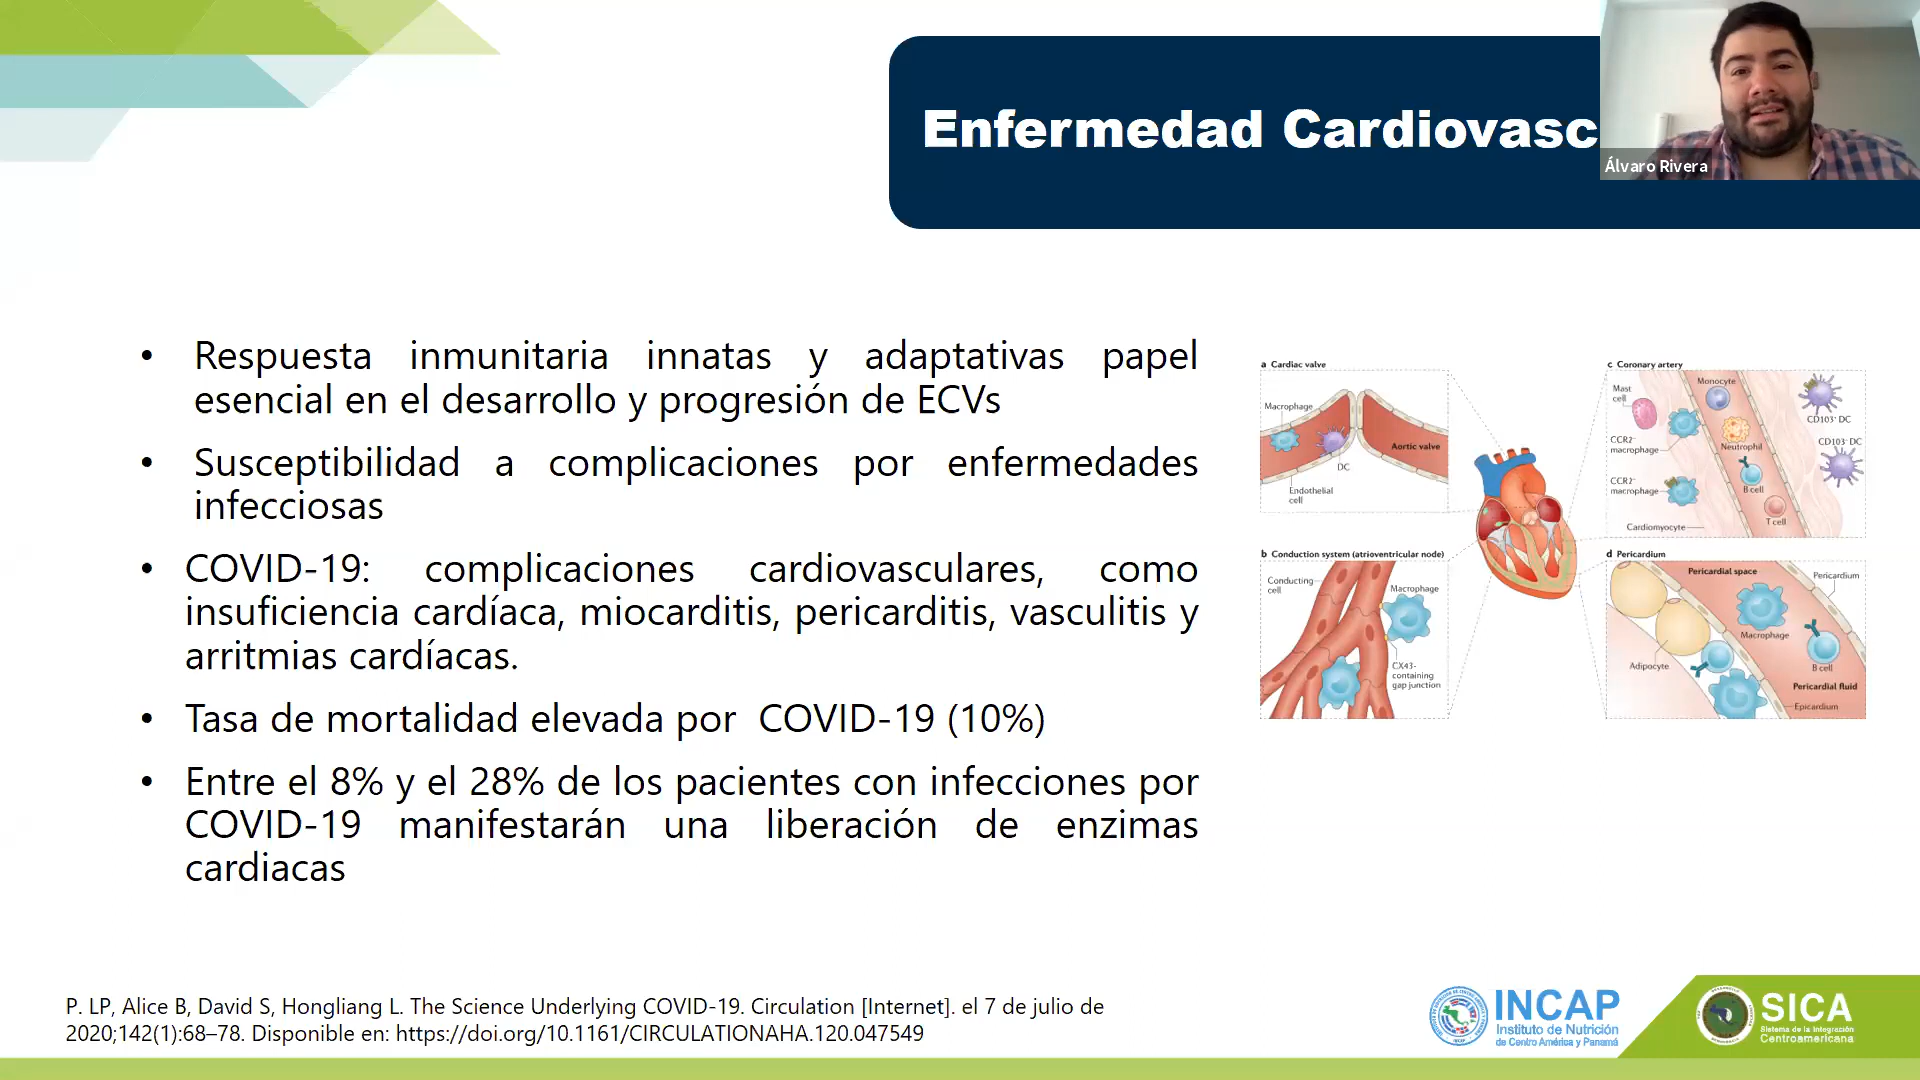 Enfermedad Cardiovasc
Álvaro Rivera
• Respuesta inmunitaria innatas y adaptativas papel
esencial en el desarrollo y progresión de ECVs
• Susceptibilidad a complicaciones por enfermedades
infecciosas
• COVID-19: complicaciones cardiovasculares, como
insuficiencia cardíaca, miocarditis, pericarditis, vasculitis y
arritmias cardíacas.
• Tasa de mortalidad elevada por COVID-19 (10%)
• Entre el 8% y el 28% de los pacientes con infecciones por
COVID-19 manifestarán una liberación de enzimas
cardiacas
a Cardiac valve
Macrophage
Aortic valve
DC
Endothelial
cell
b Conduction system (atrioventricular node)
Conducting
cell
Macrophage
CX43-
containing
gap junction
c Coronary artery
Mast
cell
Monocyte
CD103+ DC
CCR2-
macrophage
Neutrophil
CD103- DC
CCR2-
macrophage
B cell
T cell
Cardiomyocyte
d Pericardium
Pericardial space
Pericardium
Macrophage
Adipocyte
B cell
Pericardial fluid
Epicardium
P. LP, Alice B, David S, Hongliang L. The Science Underlying COVID-19. Circulation [Internet]. el 7 de julio de
2020;142(1):68–78. Disponible en: https://doi.org/10.1161/CIRCULATIONAHA.120.047549
INCAP
Instituto de Nutrición
de Centro América y Panamá
SICA
Sistema de la Integración
Centroamericana